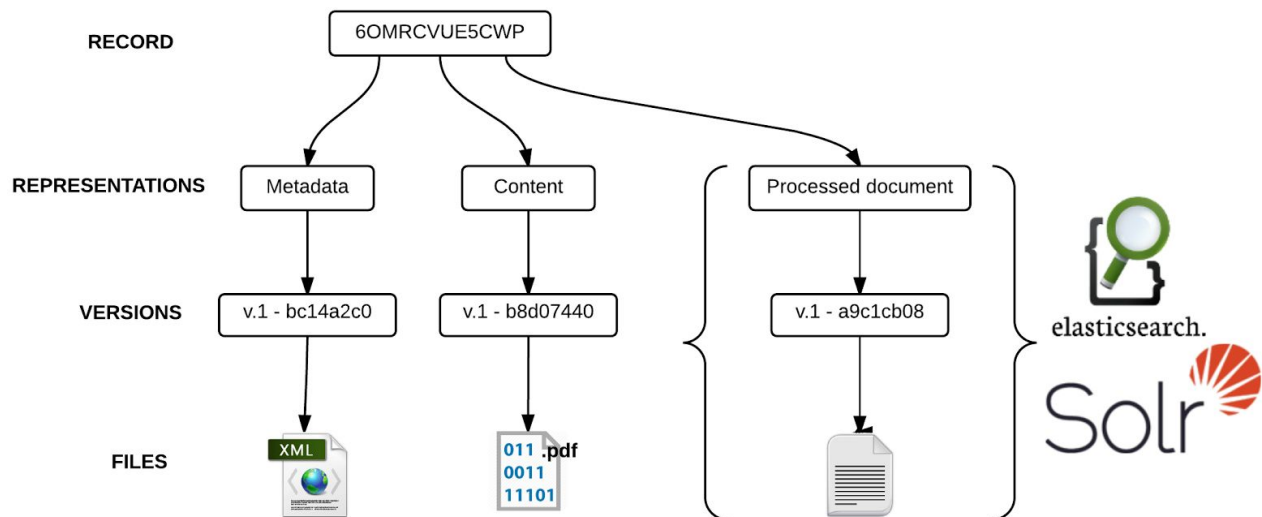 RECORD
6OMRCVUE5CWP
REPRESENTATIONS
Metadata
Content
Processed document
VERSIONS
v.1 - bc14a2c0
v.1 - b8d07440
v.1 - a9c1cb08
elasticsearch.
Solr
FILES
XML
011 .pdf
0011
11101